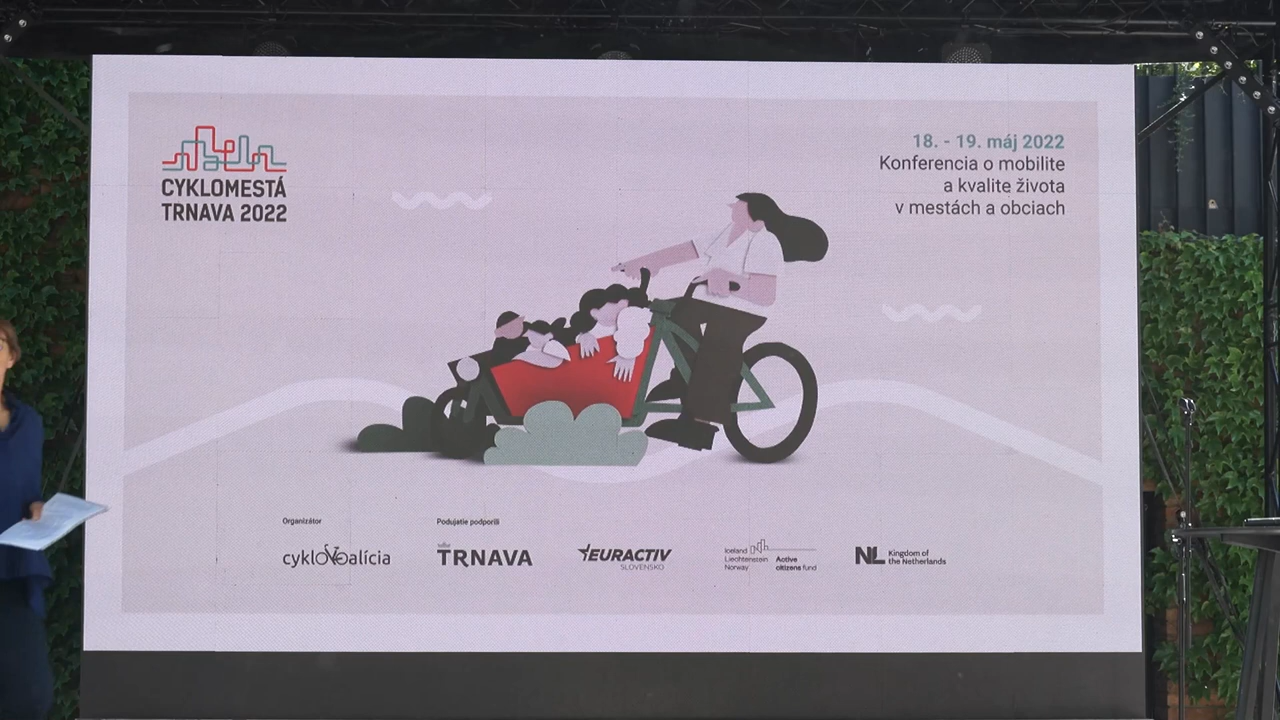 CYKLOMESTÁ
TRNAVA 2022
18. - 19. máj 2022
Konferencia o mobilite
a kvalite života
v mestách a obciach
Organizátor
cyklokoalícia
Podujatie podporili
TRNAVA
EURACTIV
SLOVENSKO
Iceland
Liechtenstein
Norway
Active
citizens fund
NL Kingdom of
the Netherlands